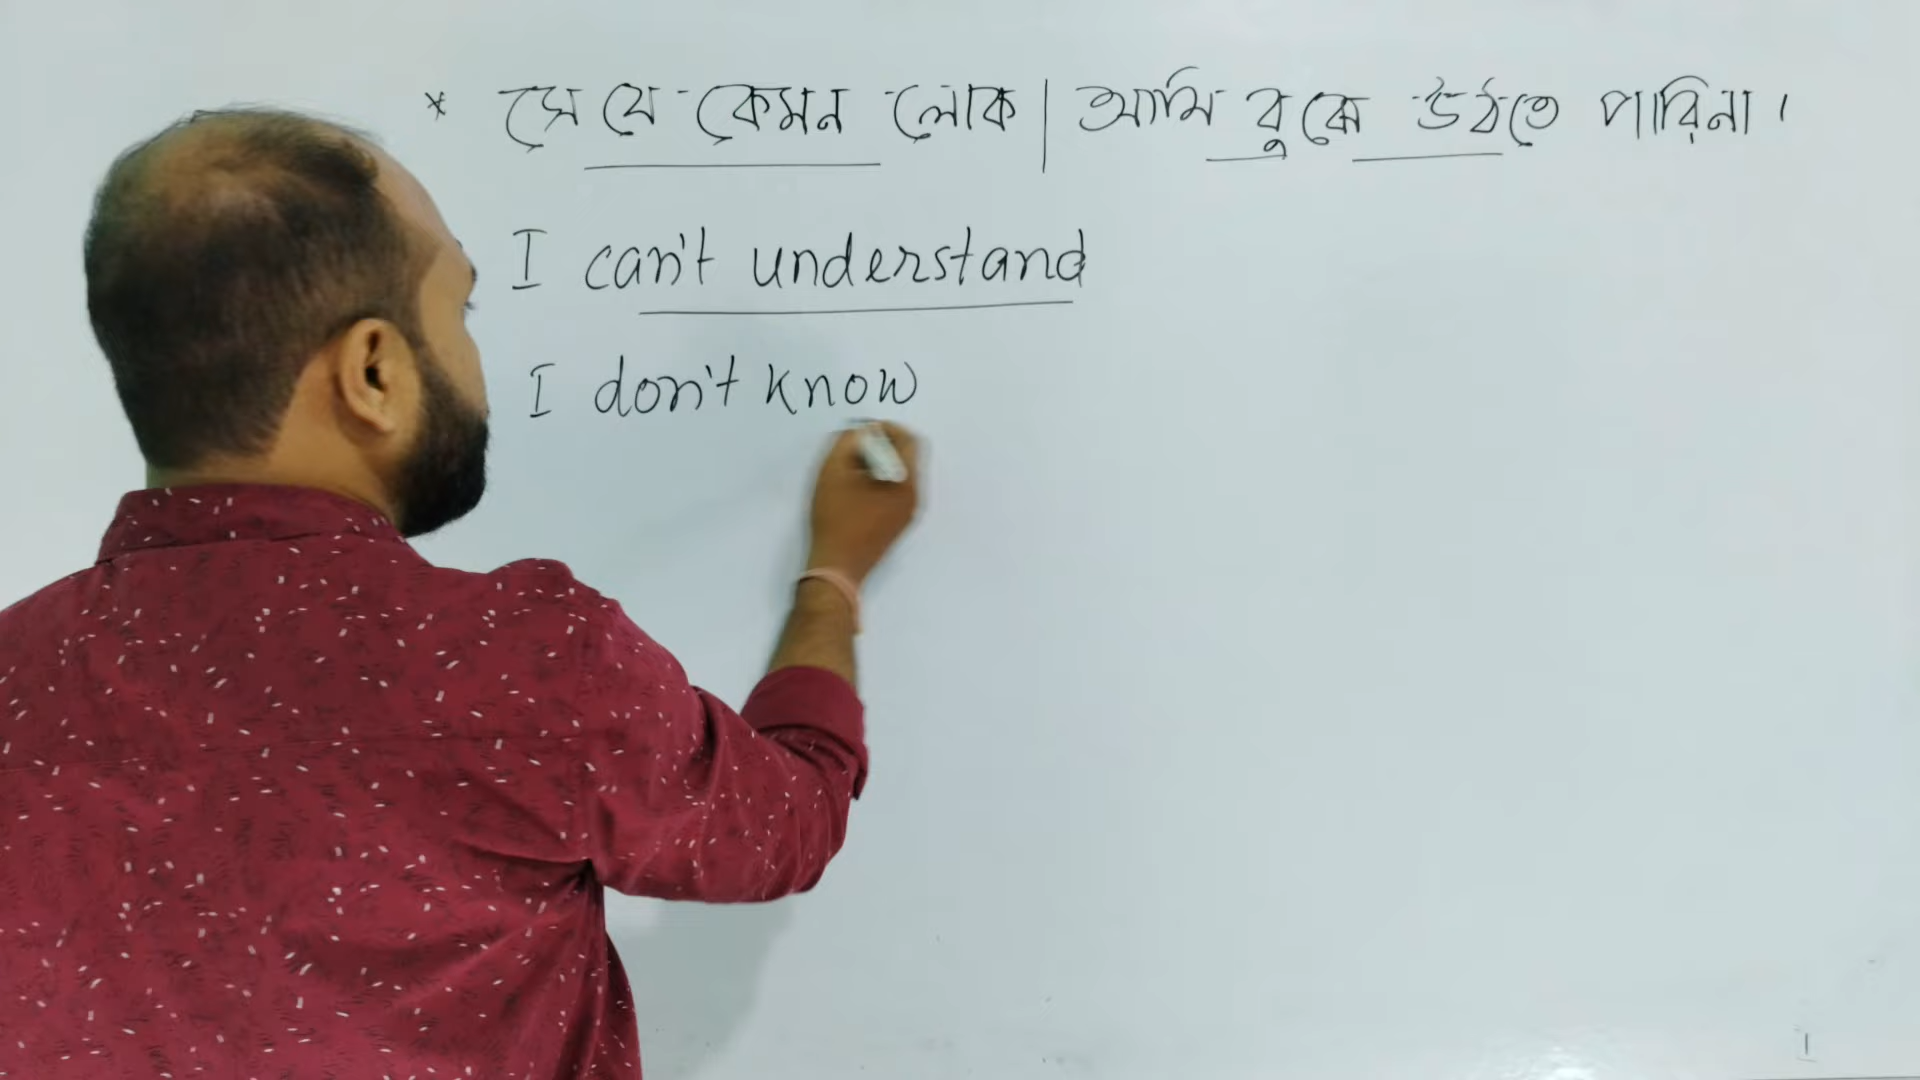 * সে যে কেমন লোক | আমি বুঝে উঠতে পারিনা।
I can't understand
I don't know